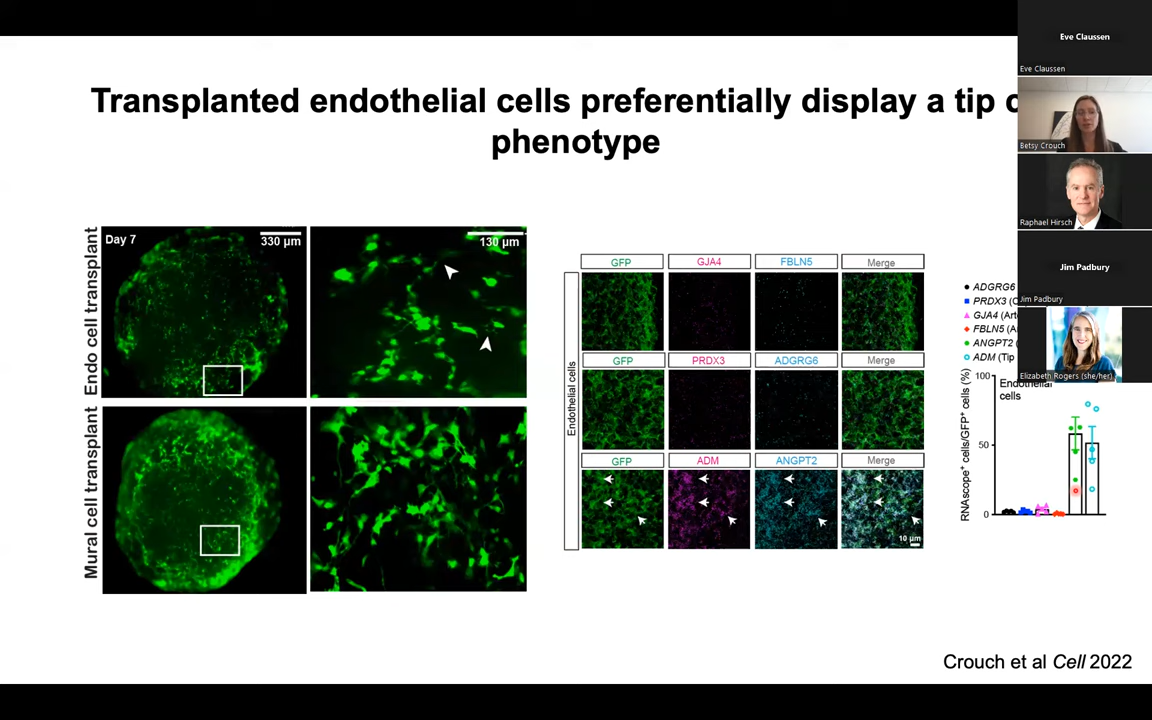 Transplanted endothelial cells preferentially display a tip
phenotype
Endo cell transplant
Day 7
330 µm
130 µm
Mural cell transplant
Endothelial cells
GFP
GJA4
FBLN5
Merge
GFP
PRDX3
ADGRG6
Merge
GFP
ADM
ANGPT2
Merge
10 µm
ADGRG6
PRDX3
GJA4
FBLN5
ANGPT2
ADM (Tip
RNAscope⁺ cells/GFP⁺ cells (%)
100
50
0
Endothelial
cells
Crouch et al Cell 2022
Eve Claussen
Eve Claussen
Betsy Crouch
Raphael Hirsch
Jim Padbury
Jim Padbury
Elizabeth Rogers (she/her)